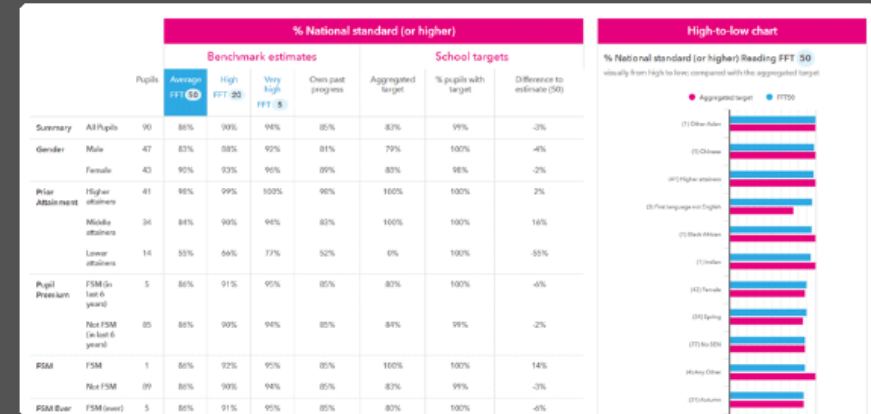 % National standard (or higher)
High-to-low chart
Benchmark estimates School targets
% National standard (or higher) Reading FFT 50
visually from high to low, compared with the aggregated target
Pupils Average FFT 50 High FFT 20 Very high FFT 5 Own past progress Aggregated target % pupils with target Difference to estimate (50)
Aggregated target FFT50
Summary All Pupils 90 86% 90% 94% 85% 83% 99% -3%
Gender Male 47 83% 88% 92% 81% 79% 100% -4%
Female 43 90% 93% 96% 89% 88% 98% -2%
Prior Attainment Higher attainers 41 98% 99% 100% 98% 100% 100% 2%
Middle attainers 34 84% 90% 94% 83% 100% 100% 16%
Lower attainers 14 55% 66% 77% 52% 0% 100% -55%
Pupil Premium FSM (in last 6 years) 5 86% 91% 95% 85% 80% 100% -6%
Not FSM (in last 6 years) 85 86% 90% 94% 85% 84% 99% -2%
FSM FSM 1 86% 92% 95% 85% 100% 100% 14%
Not FSM 89 86% 90% 94% 85% 83% 99% -3%
FSM Ever FSM (ever) 5 86% 91% 95% 85% 80% 100% -6%
(1) Other Asian
(1) Chinese
(41) Higher attainers
First language not English
(1) Black African
(1) Indian
(43) Female
Spring
(77) No SEN
(4) Any Other
Autumn